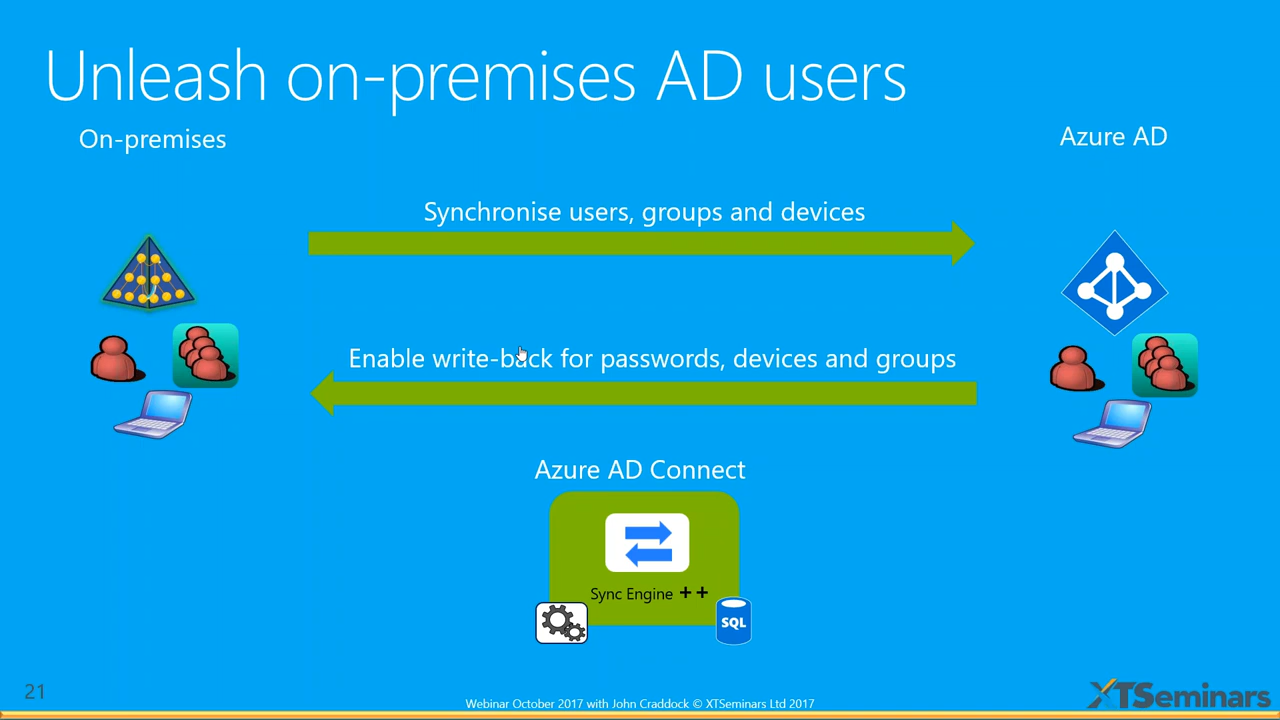 Unleash on-premises AD users
On-premises
Azure AD
Synchronise users, groups and devices
Enable write-back for passwords, devices and groups
Azure AD Connect
Sync Engine ++
SQL
21
Webinar October 2017 with John Craddock © XTSeminars Ltd 2017
XTSeminars